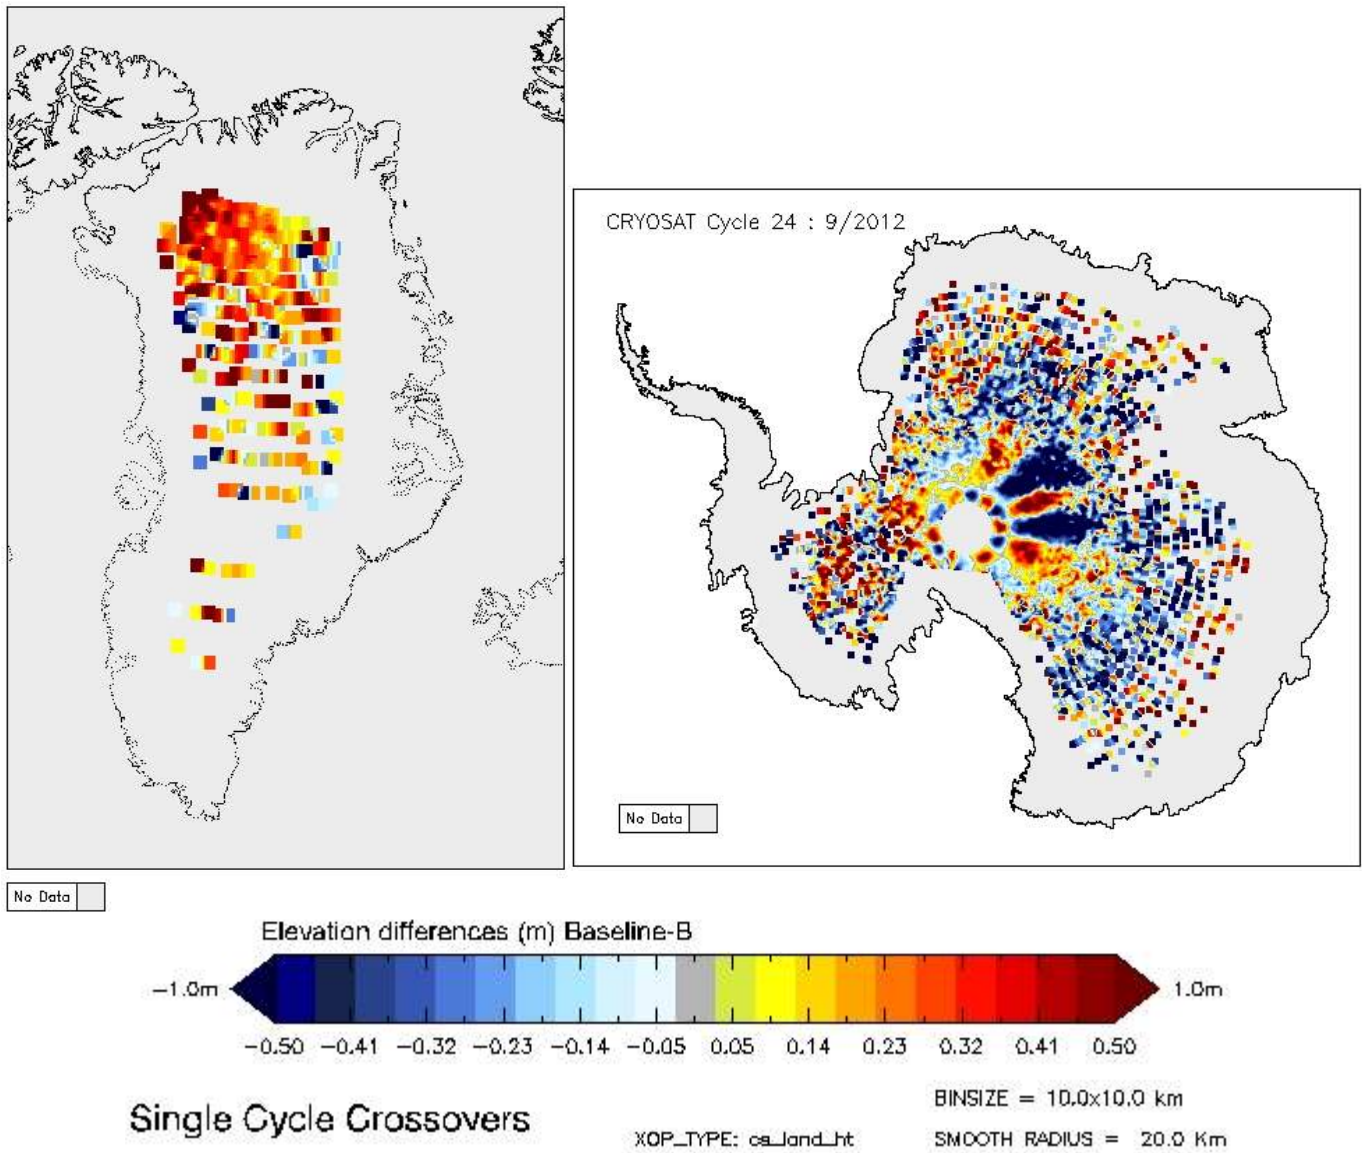 CRYOSAT Cycle 24 : 9/2012
No Data
No Data
Elevation differences (m) Baseline-B
−1.0m
1.0m
−0.50 −0.41 −0.32 −0.23 −0.14 −0.05 0.05 0.14 0.23 0.32 0.41 0.50
Single Cycle Crossovers
BINSIZE = 10.0x10.0 km
XOP_TYPE: cs_land_ht
SMOOTH RADIUS = 20.0 Km